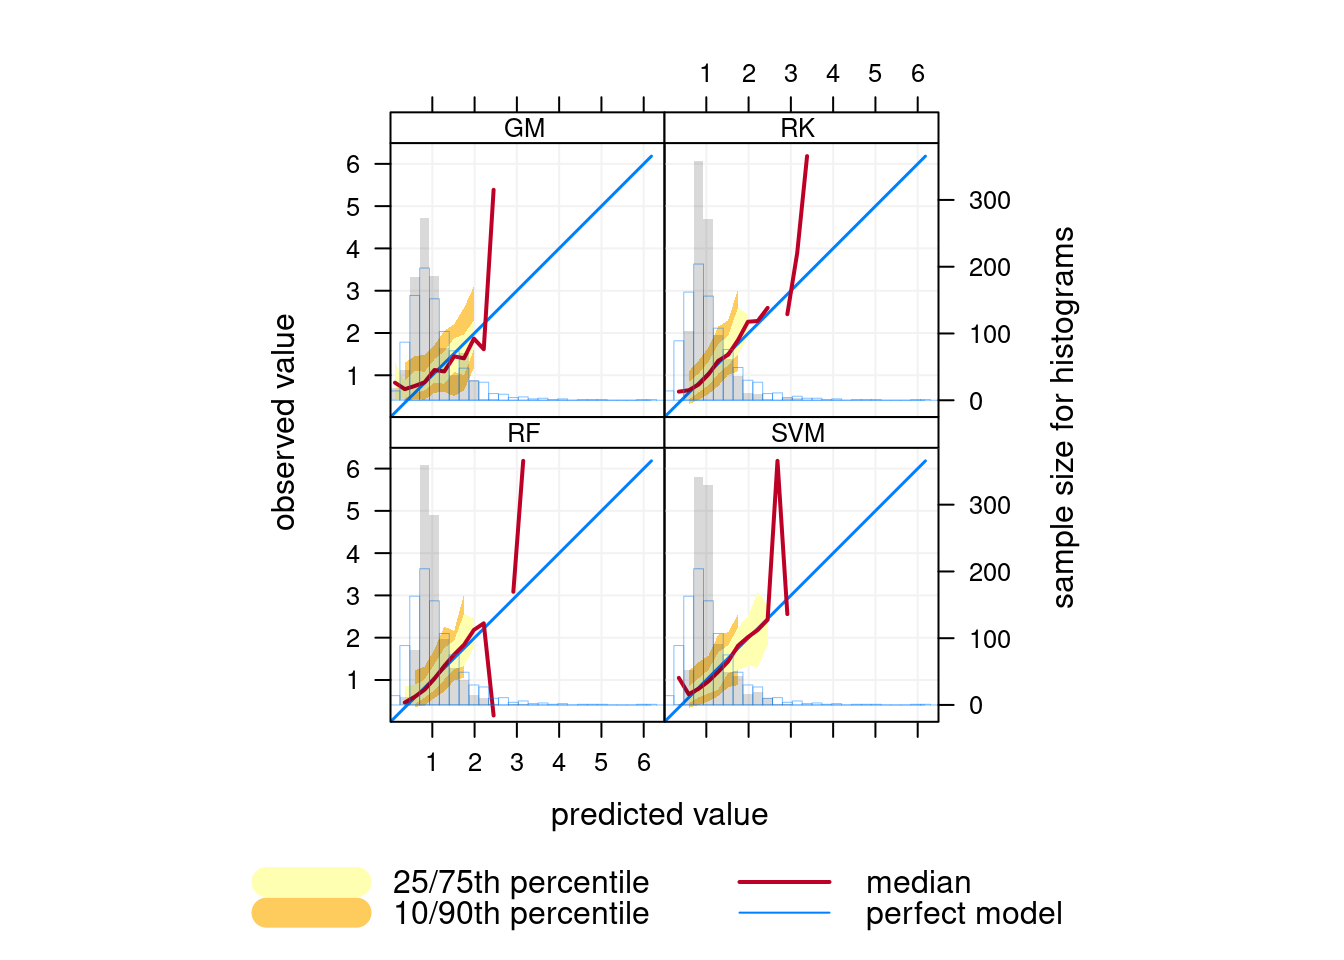 1 2 3 4 5 6
GM RK
6
5
4
3
2
1
300
200
100
0
RF SVM
6
5
4
3
2
1
300
200
100
0
observed value
sample size for histograms
1 2 3 4 5 6
predicted value
25/75th percentile median
10/90th percentile perfect model